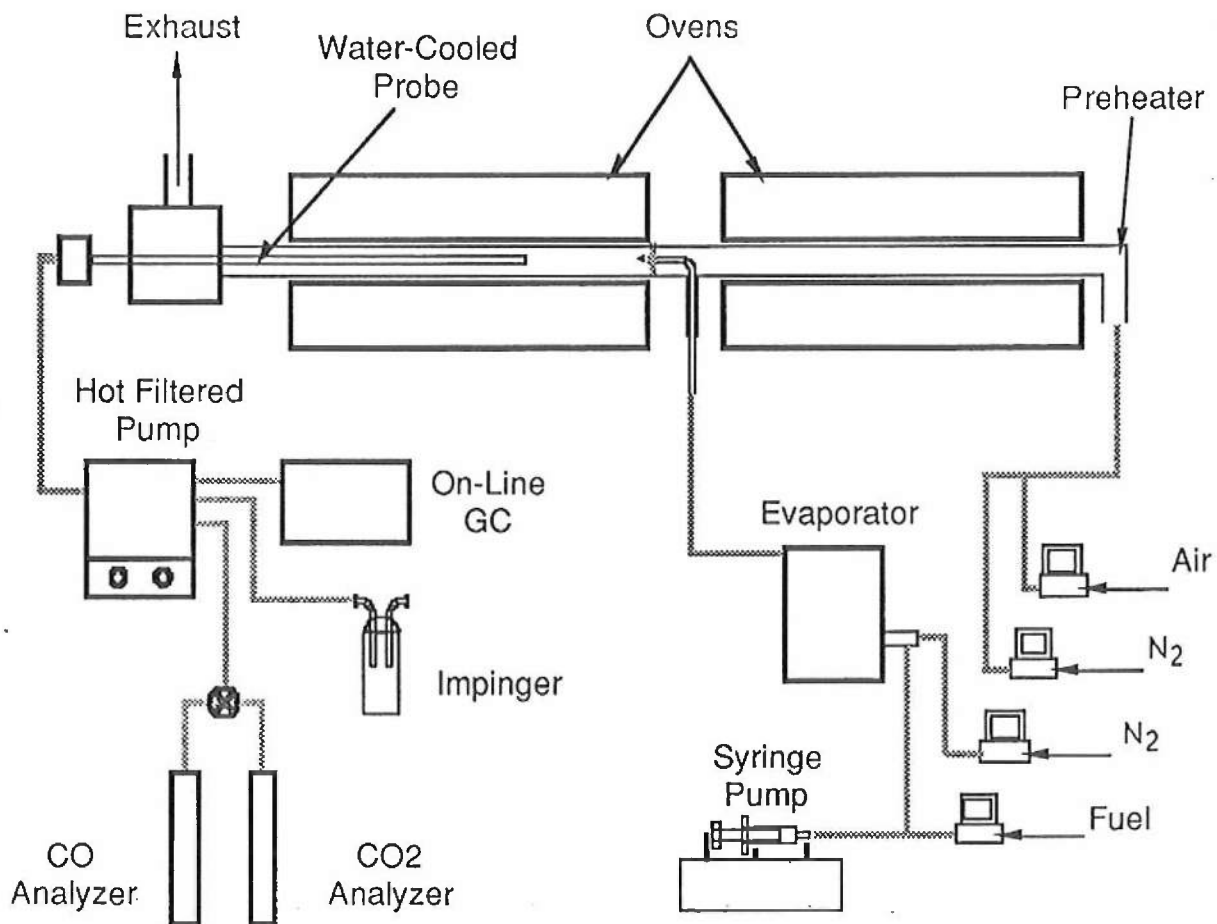 Exhaust
Water-Cooled
Probe
Ovens
Preheater
Hot Filtered
Pump
On-Line
GC
Evaporator
Air
Impinger
N2
N2
Syringe
Pump
Fuel
CO
Analyzer
CO2
Analyzer